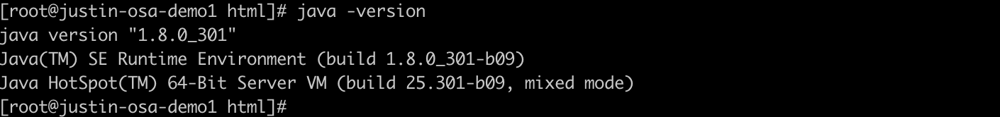 [root@justin-osa-demo1 html]# java -version
java version "1.8.0_301"
Java(TM) SE Runtime Environment (build 1.8.0_301-b09)
Java HotSpot(TM) 64-Bit Server VM (build 25.301-b09, mixed mode)
[root@justin-osa-demo1 html]#